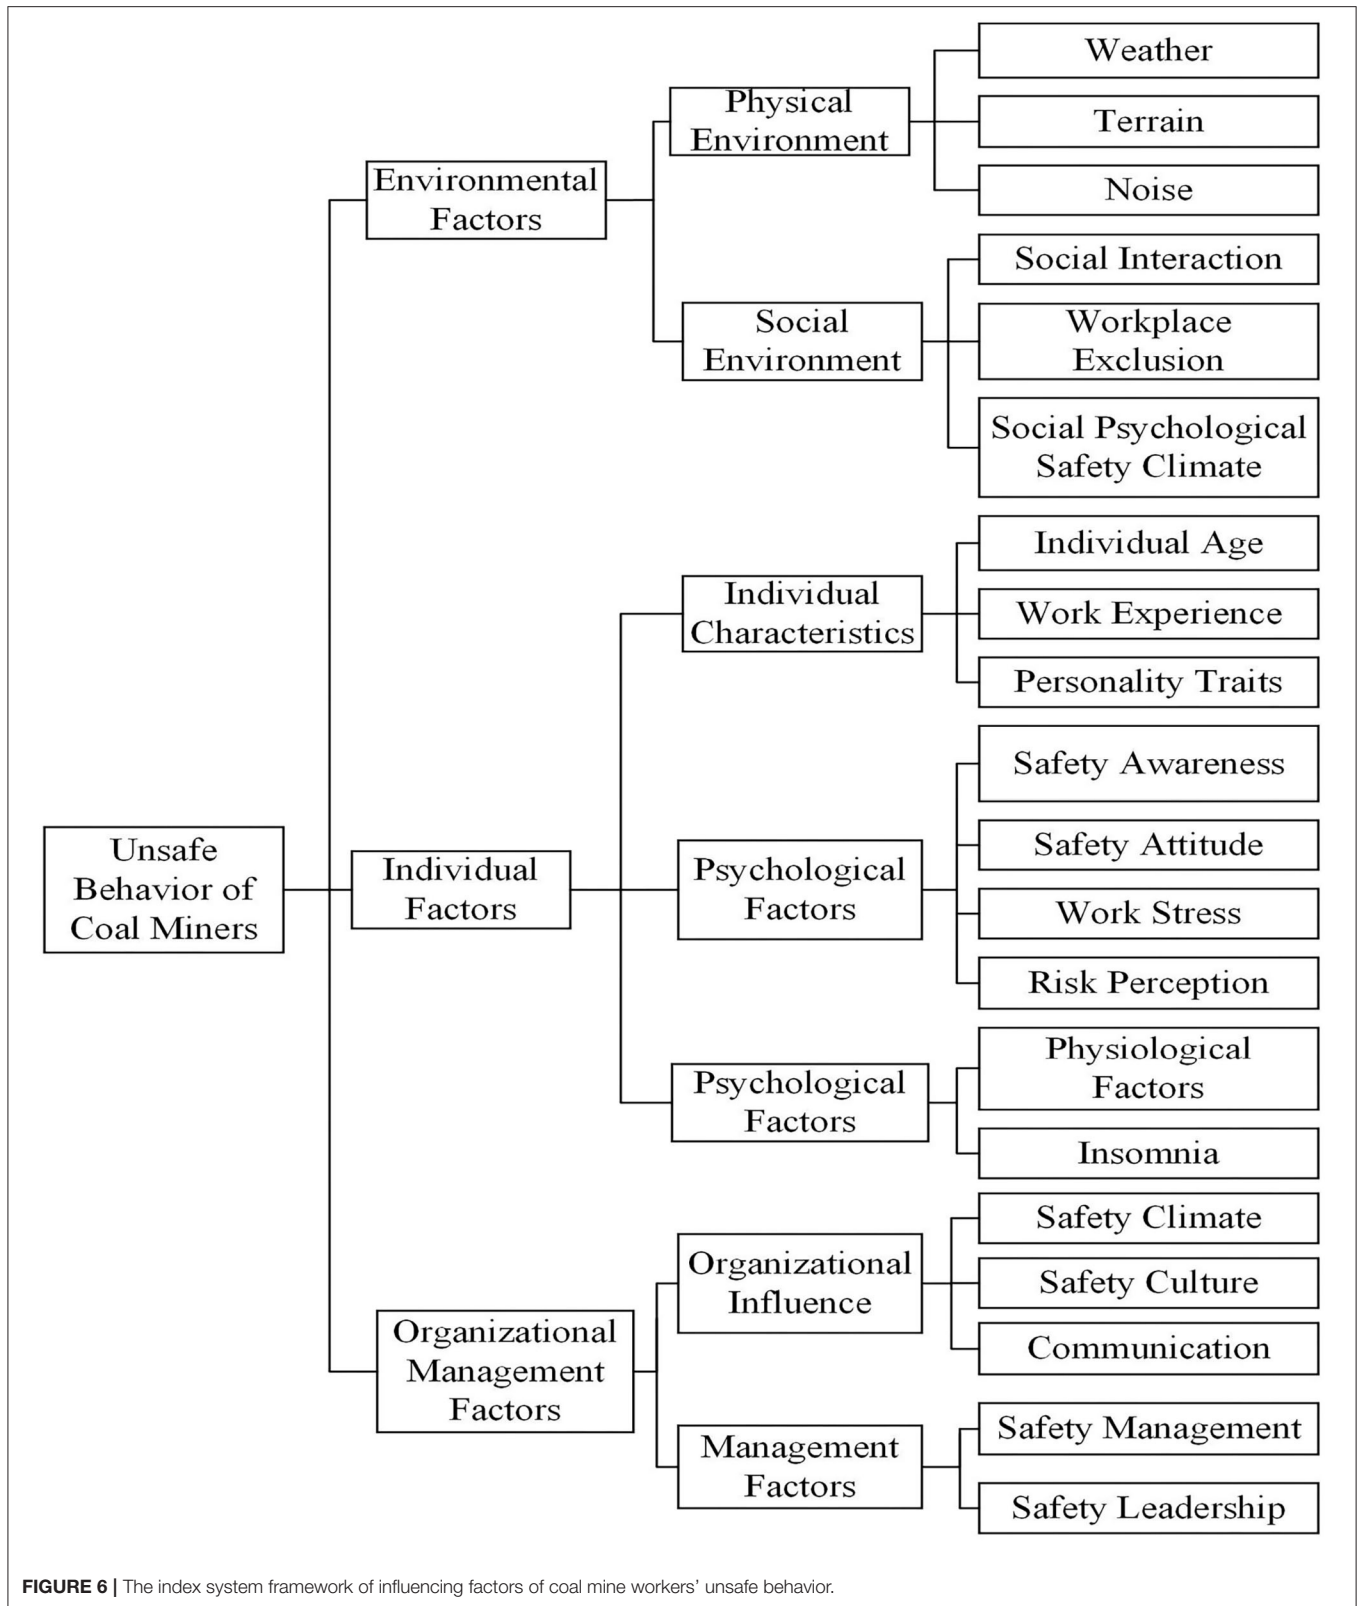 Unsafe
Behavior of
Coal Miners
Environmental
Factors
Physical
Environment
Weather
Terrain
Noise
Social
Environment
Social Interaction
Workplace
Exclusion
Social Psychological
Safety Climate
Individual
Factors
Individual
Characteristics
Individual Age
Work Experience
Personality Traits
Psychological
Factors
Safety Awareness
Safety Attitude
Work Stress
Risk Perception
Psychological
Factors
Physiological
Factors
Insomnia
Organizational
Management
Factors
Organizational
Influence
Safety Climate
Safety Culture
Communication
Management
Factors
Safety Management
Safety Leadership
FIGURE 6 | The index system framework of influencing factors of coal mine workers’ unsafe behavior.